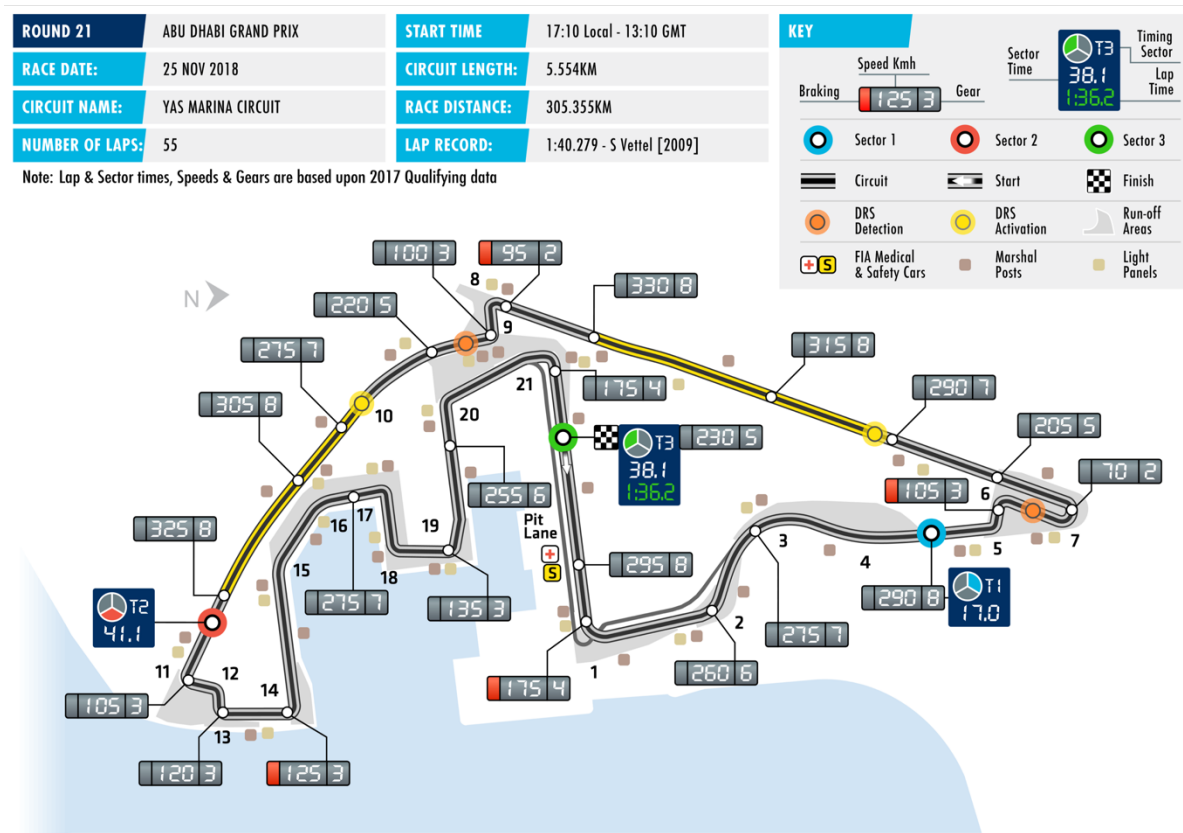 ROUND 21
ABU DHABI GRAND PRIX
RACE DATE:
25 NOV 2018
CIRCUIT NAME:
YAS MARINA CIRCUIT
NUMBER OF LAPS:
55
START TIME
17:10 Local - 13:10 GMT
CIRCUIT LENGTH:
5.554KM
RACE DISTANCE:
305.355KM
LAP RECORD:
1:40.279 - S Vettel [2009]
Note: Lap & Sector times, Speeds & Gears are based upon 2017 Qualifying data
KEY
Speed Kmh
Braking
125 3
Gear
Sector
Time
T3
38.1
1:36.2
Timing
Sector
Lap
Time
Sector 1
Sector 2
Sector 3
Circuit
Start
Finish
DRS
Detection
DRS
Activation
Run-off
Areas
S
FIA Medical
& Safety Cars
Marshal
Posts
Light
Panels
N
100 3
8
95 2
330 8
220 5
9
275 7
315 8
305 8
10
21
175 4
290 7
20
205 5
230 5
T3
38.1
1:36.2
70 2
105 3
6
255 6
16
17
19
Pit
Lane
S
3
4
5
7
325 8
15
18
295 8
275 7
135 3
290 8
T1
17.0
T2
41.1
2
275 7
11
12
14
1
260 6
105 3
175 4
13
120 3
125 3